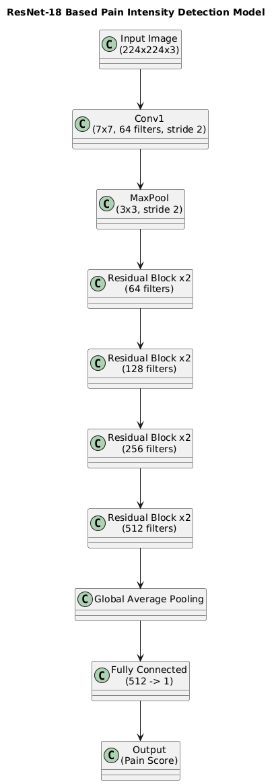 ResNet-18 Based Pain Intensity Detection Model
C Input Image
(224x224x3)
C Conv1
(7x7, 64 filters, stride 2)
C MaxPool
(3x3, stride 2)
C Residual Block x2
(64 filters)
C Residual Block x2
(128 filters)
C Residual Block x2
(256 filters)
C Residual Block x2
(512 filters)
C Global Average Pooling
C Fully Connected
(512 -> 1)
C Output
(Pain Score)